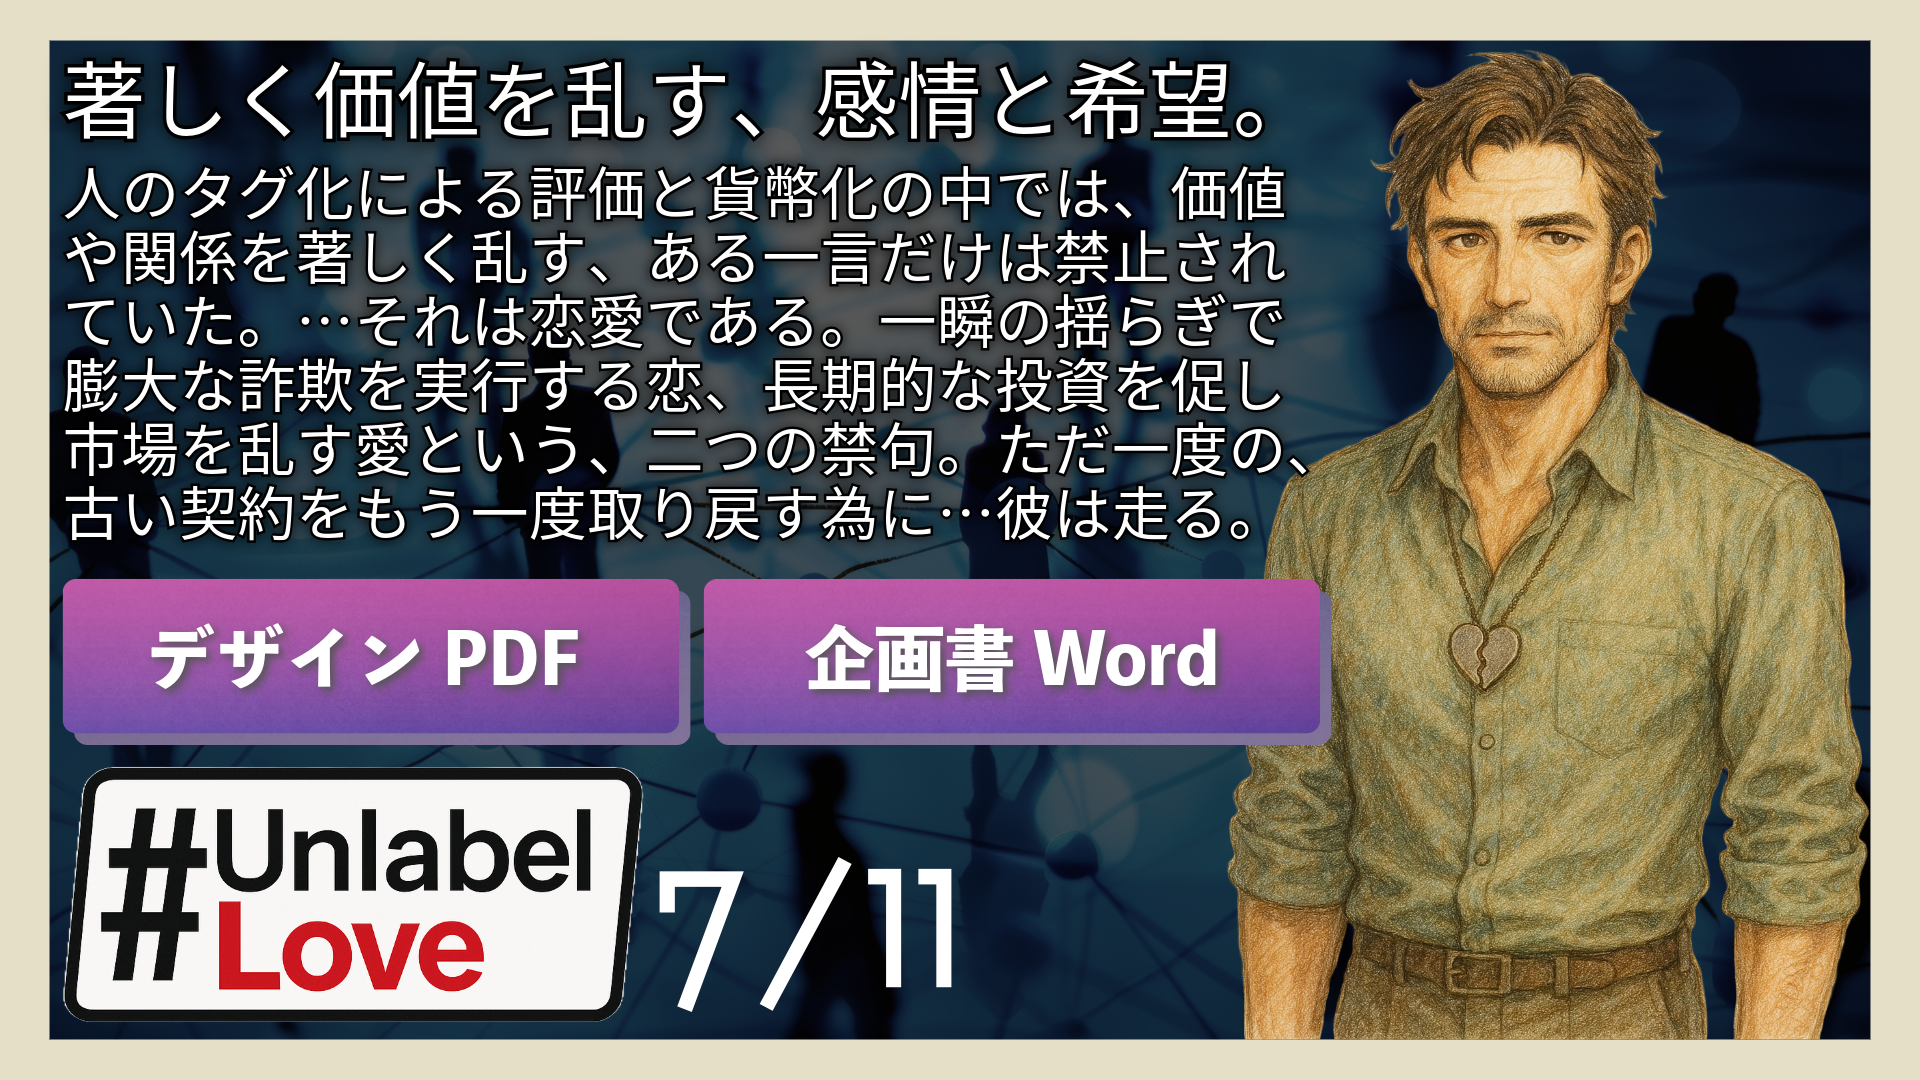 著しく価値を乱す、感情と希望。
人のタグ化による評価と貨幣化の中では、価値
や関係を著しく乱す、ある一言だけは禁止され
ていた。…それは恋愛である。一瞬の揺らぎで
膨大な詐欺を実行する恋、長期的な投資を促し
市場を乱す愛という、二つの禁句。ただ一度の、
古い契約をもう一度取り戻す為に…彼は走る。
デザイン PDF
企画書 Word
#Unlabel
Love
7/11